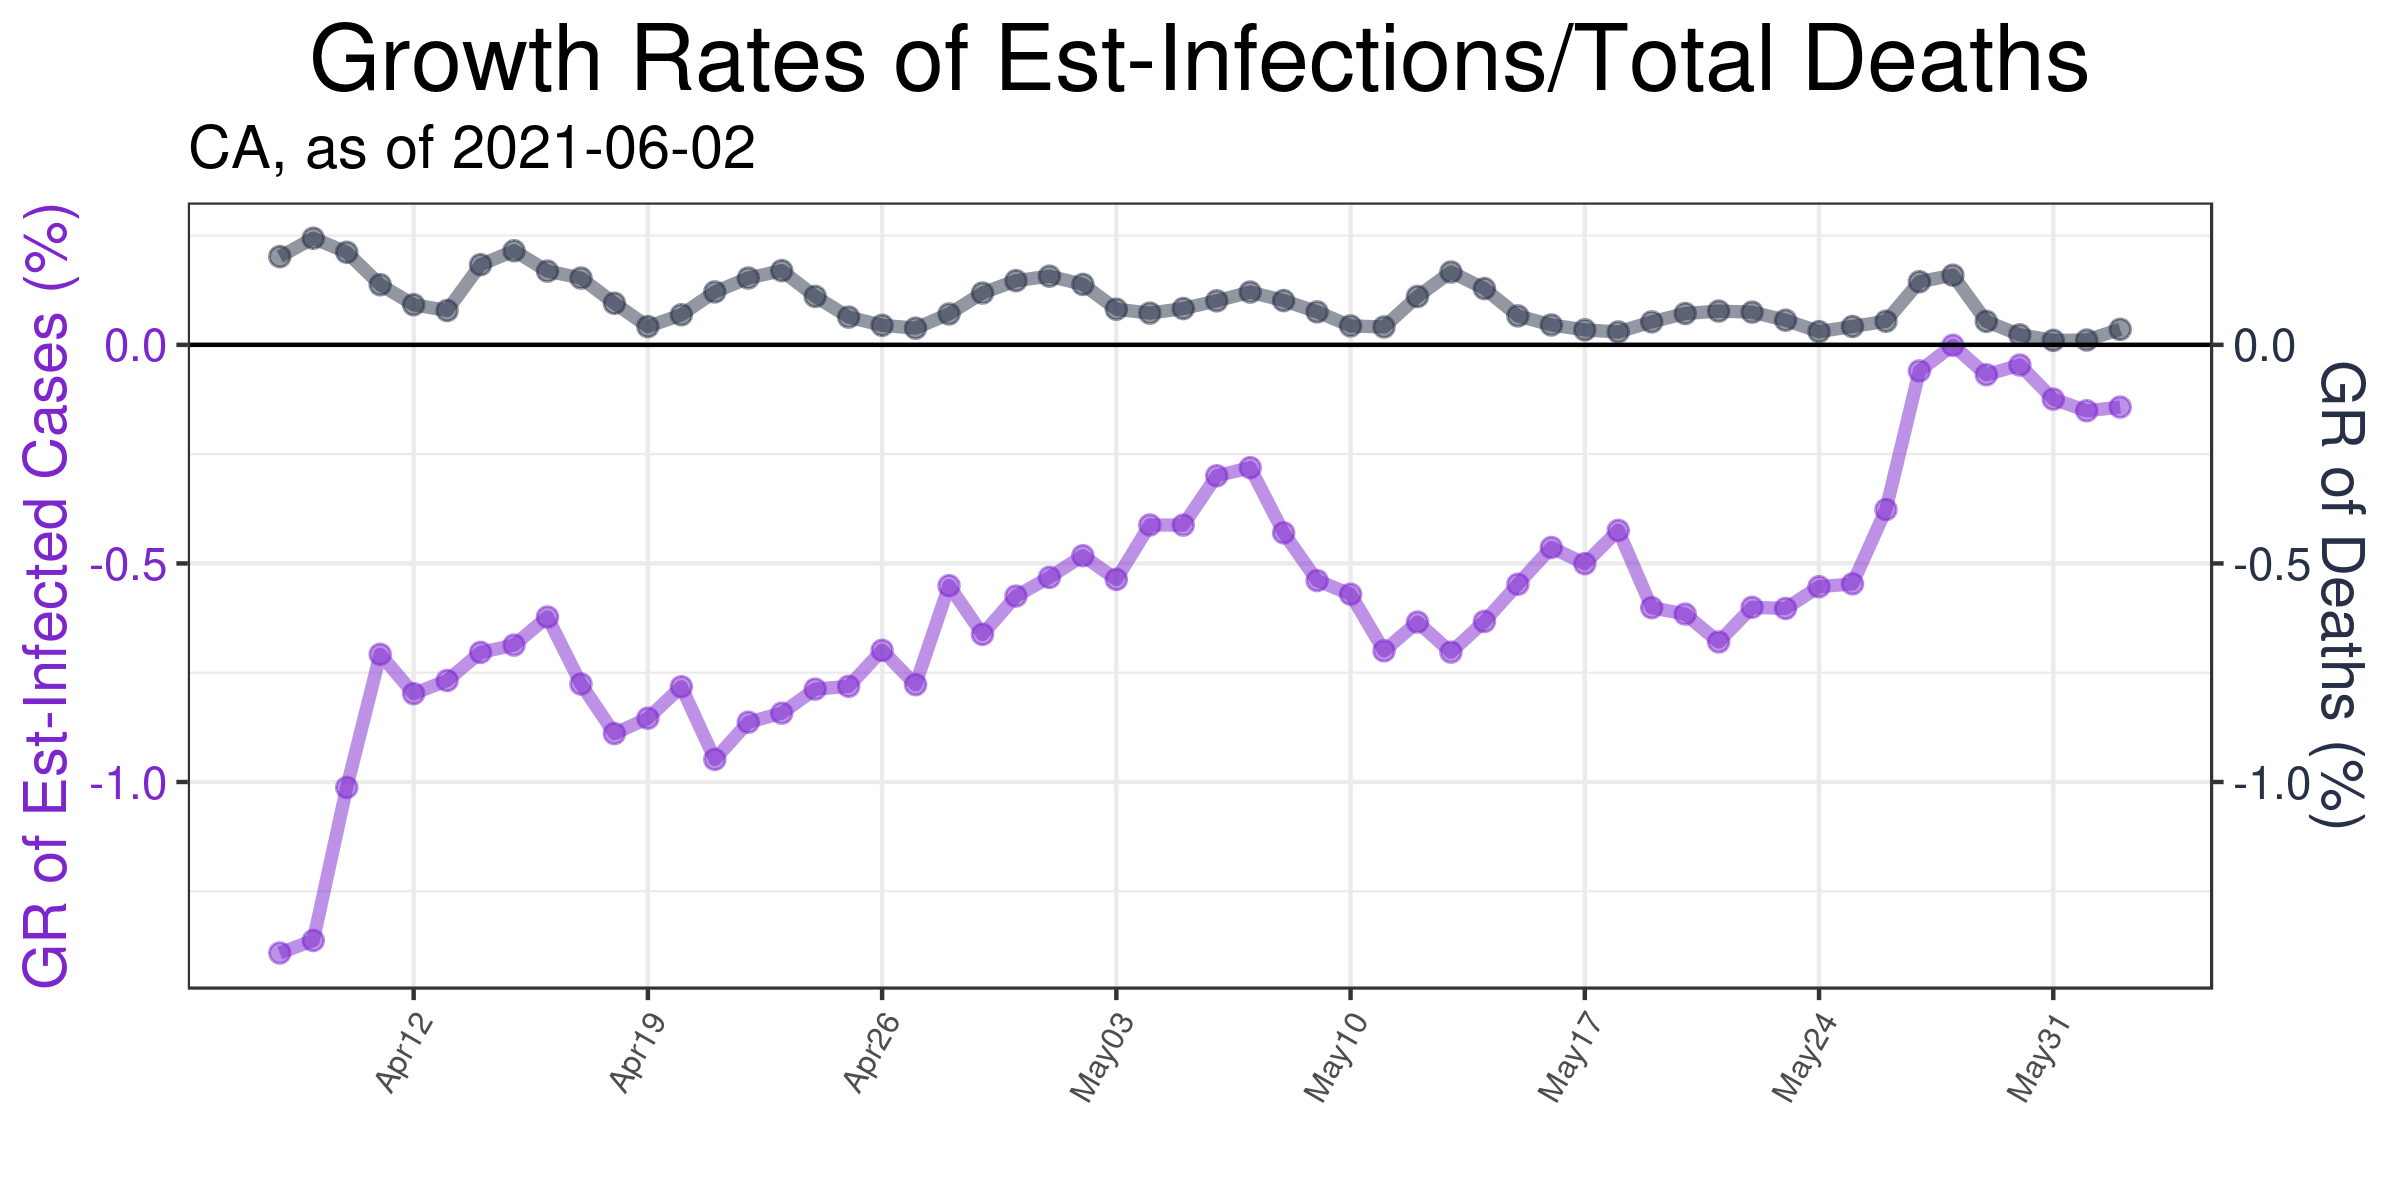 Growth Rates of Est-Infections/Total Deaths
CA, as of 2021-06-02
GR of Est-Infected Cases (%)
0.0
-0.5
-1.0
0.0
-0.5
-1.0
GR of Deaths (%)
Apr12
Apr19
Apr26
May03
May10
May17
May24
May31